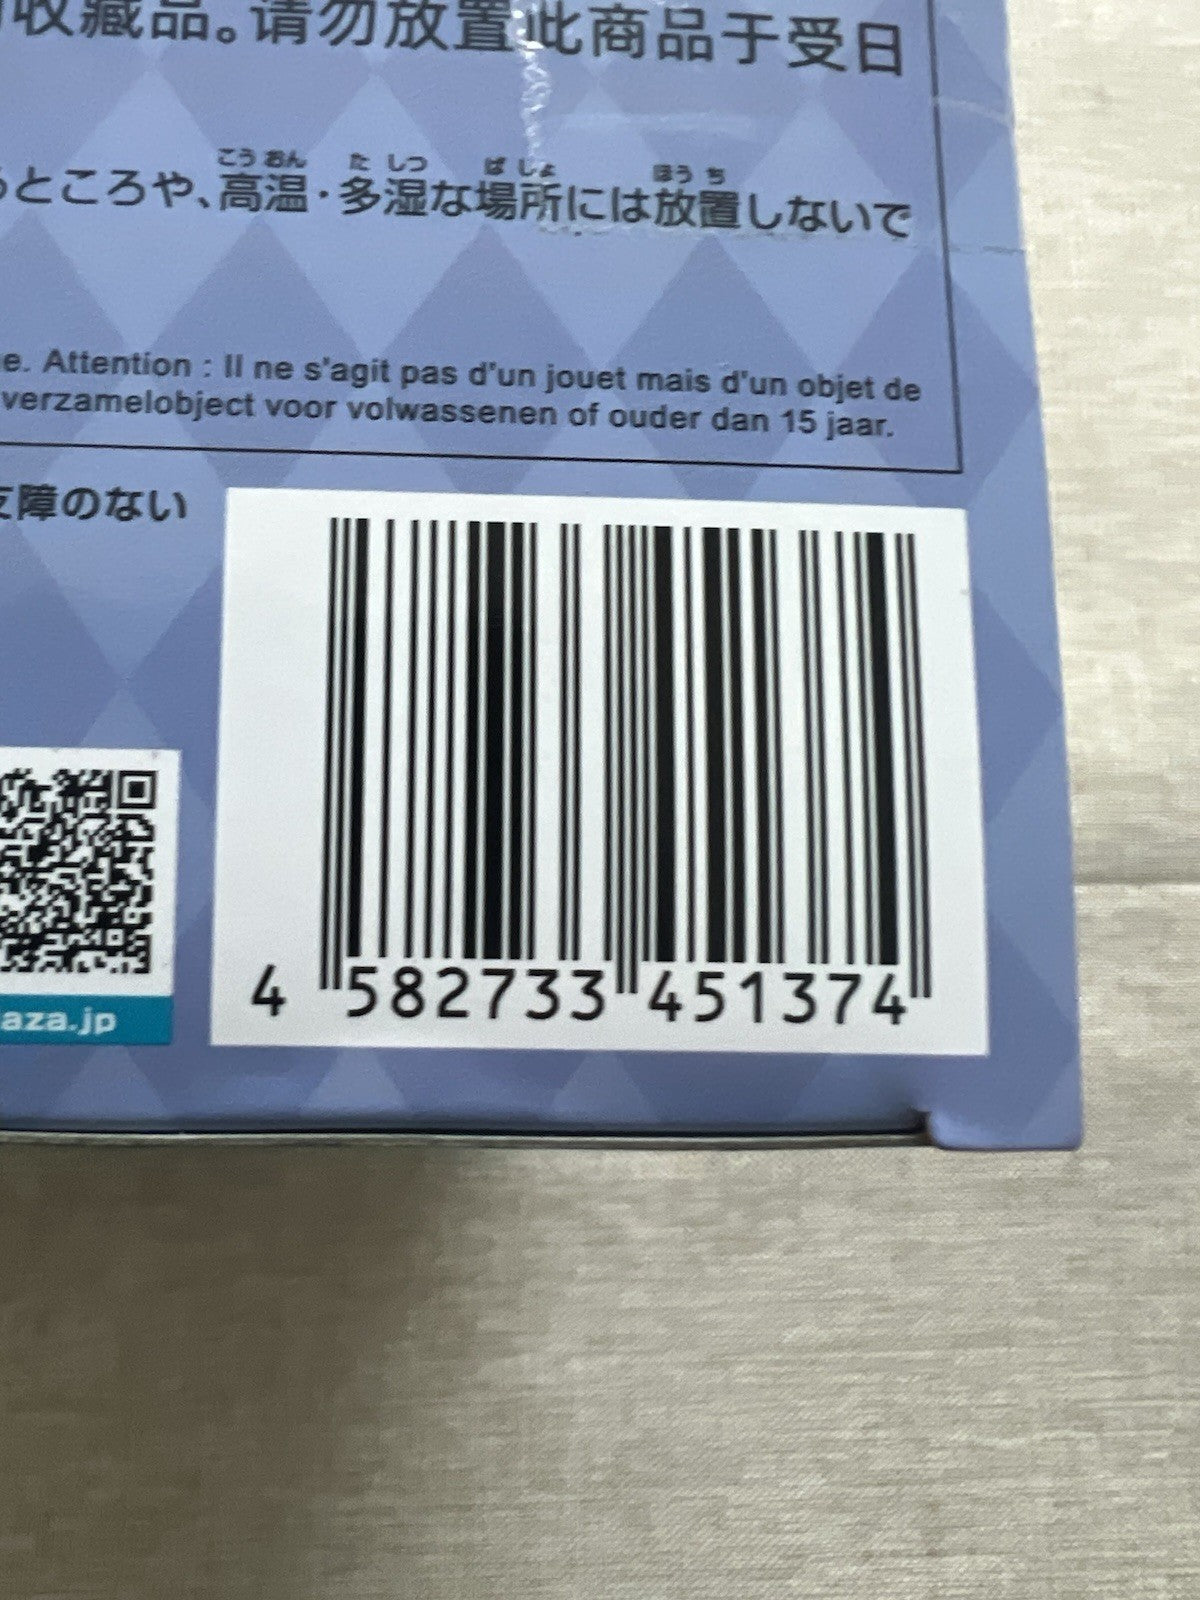 收藏品。请勿放置此商品于受日
こうおん たしつ ばしょ ほうち
ところや、高温・多湿な場所には放置しないで
e. Attention : Il ne s'agit pas d'un jouet mais d'un objet de
verzamelobject voor volwassenen of ouder dan 15 jaar.
障のない
aza.jp
4 582733 451374